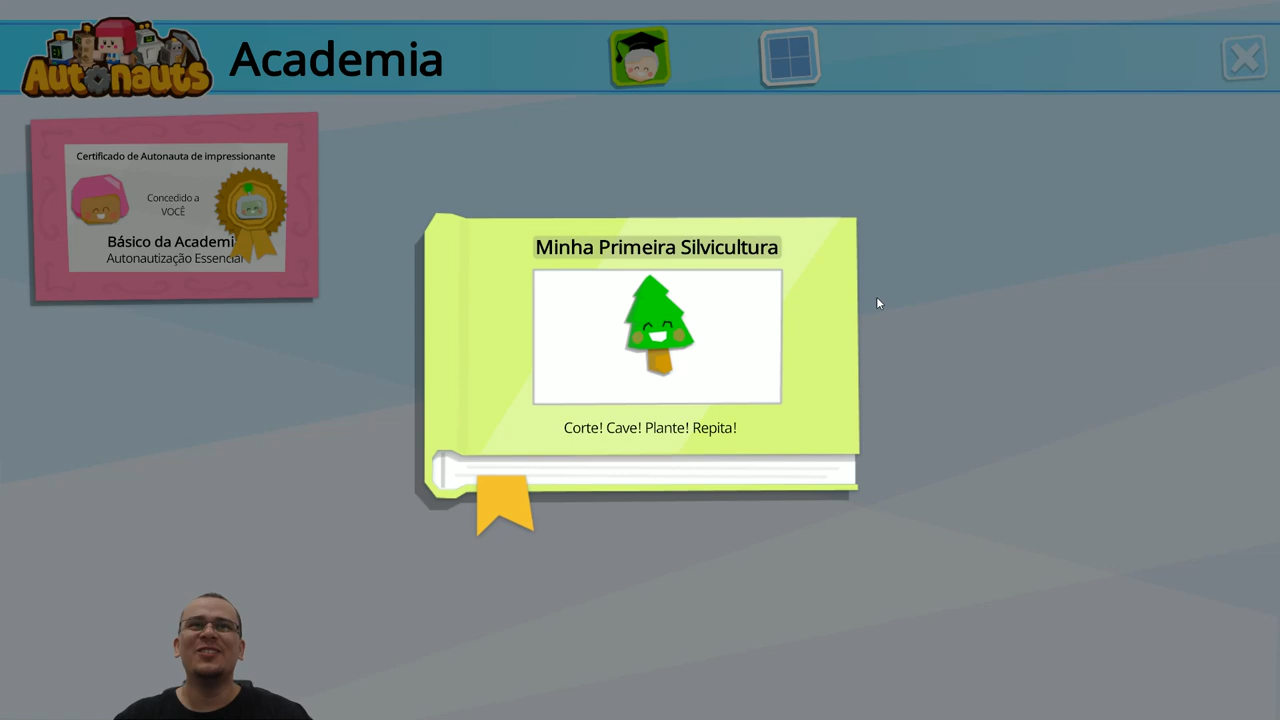 Autonauts
Academia
Certificado de Autonauta de impressionante
Concedido a
VOCÊ
Básico da Academi
Autonautização Essencial
Minha Primeira Silvicultura
Corte! Cave! Plante! Repita!